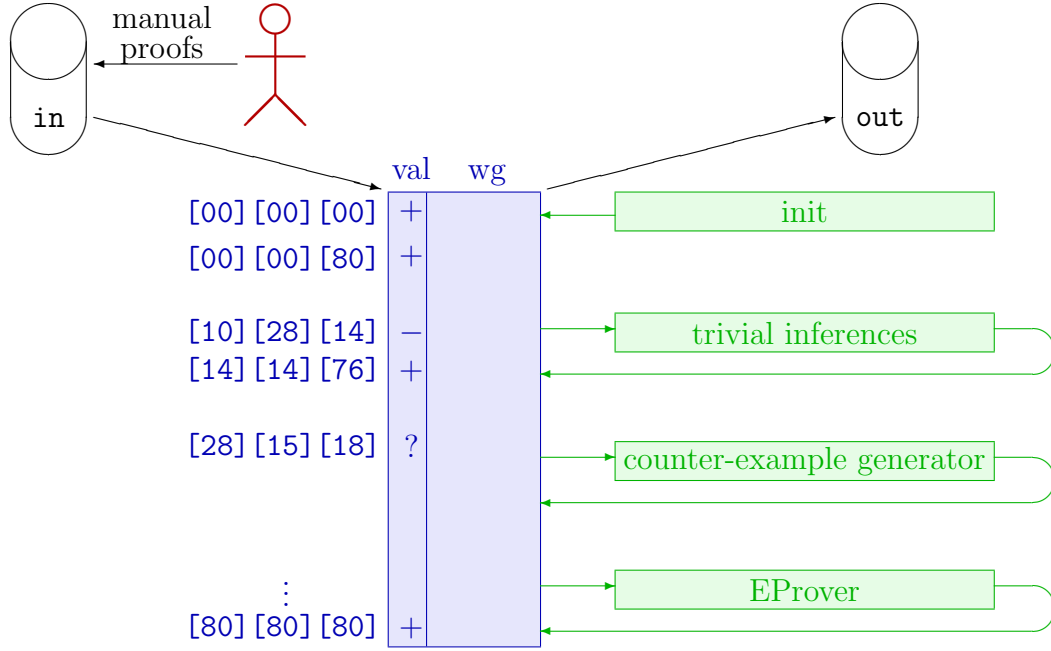 manual
proofs
in
out
val wg
[00][00][00] +
init
[00][00][80] +
[10][28][14] −
trivial inferences
[14][14][76] +
[28][15][18] ?
counter-example generator
⋮
EProver
[80][80][80] +